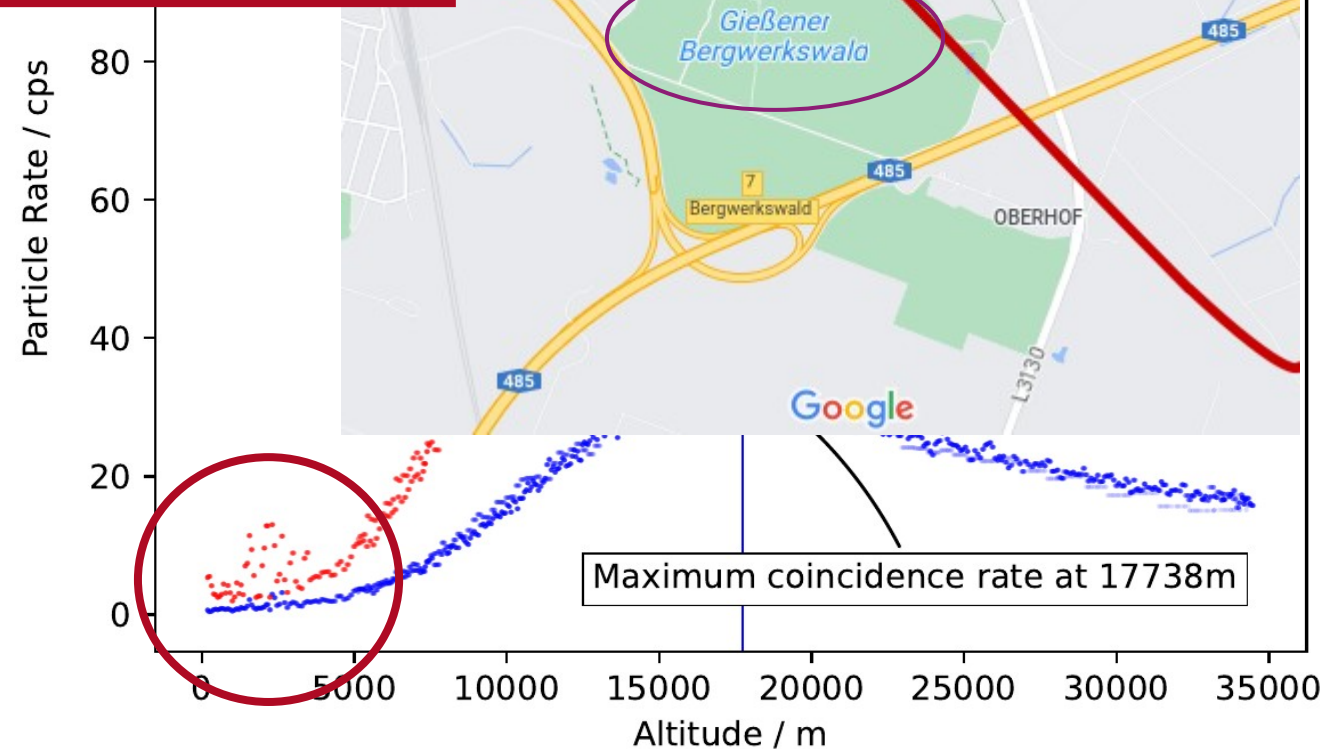 Particle Rate / cps
80
60
40
20
0
Gießener
Bergwerkswald
485
485
7
Bergwerkswald
OBERHOF
L3130
485
Google
Maximum coincidence rate at 17738m
0
5000
10000
15000
20000
25000
30000
35000
Altitude / m